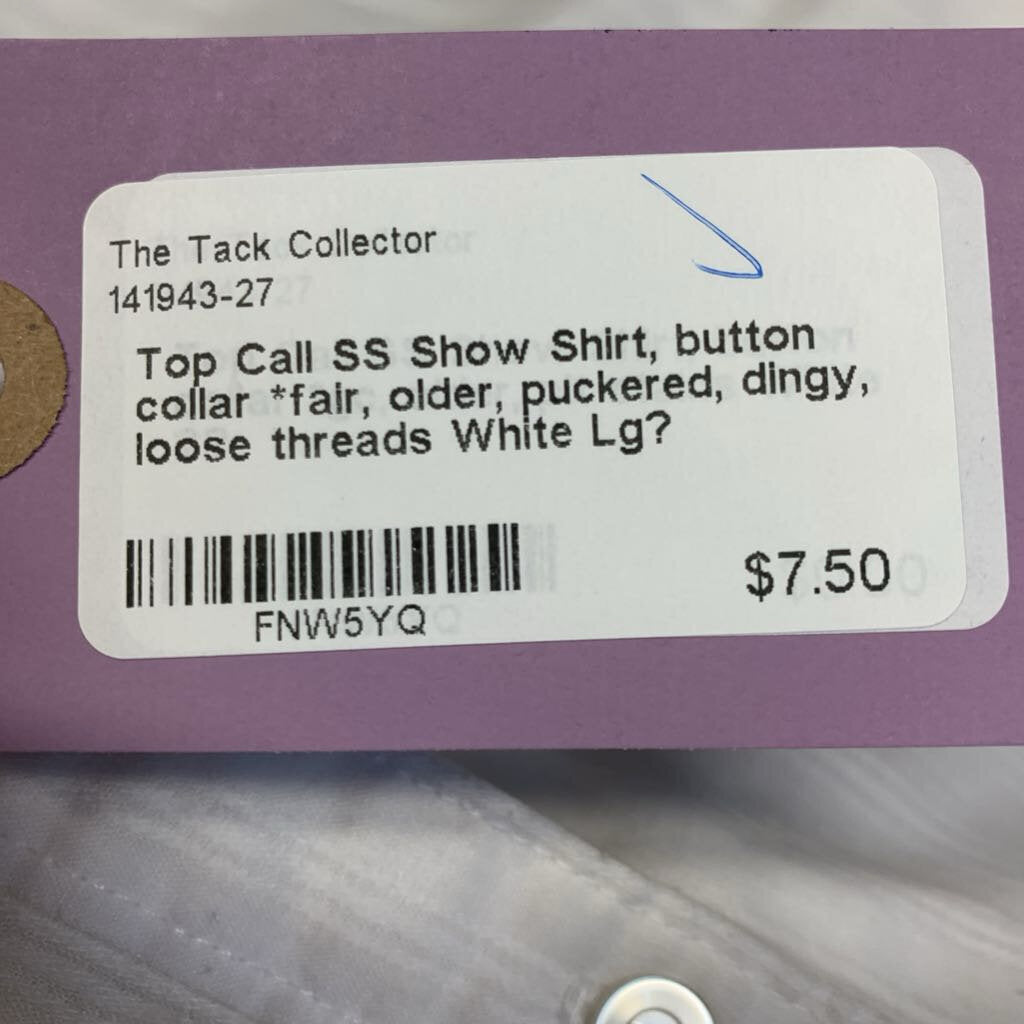 The Tack Collector
141943-27
Top Call SS Show Shirt, button
collar *fair, older, puckered, dingy,
loose threads White Lg?
FNW5YQ
$7.50